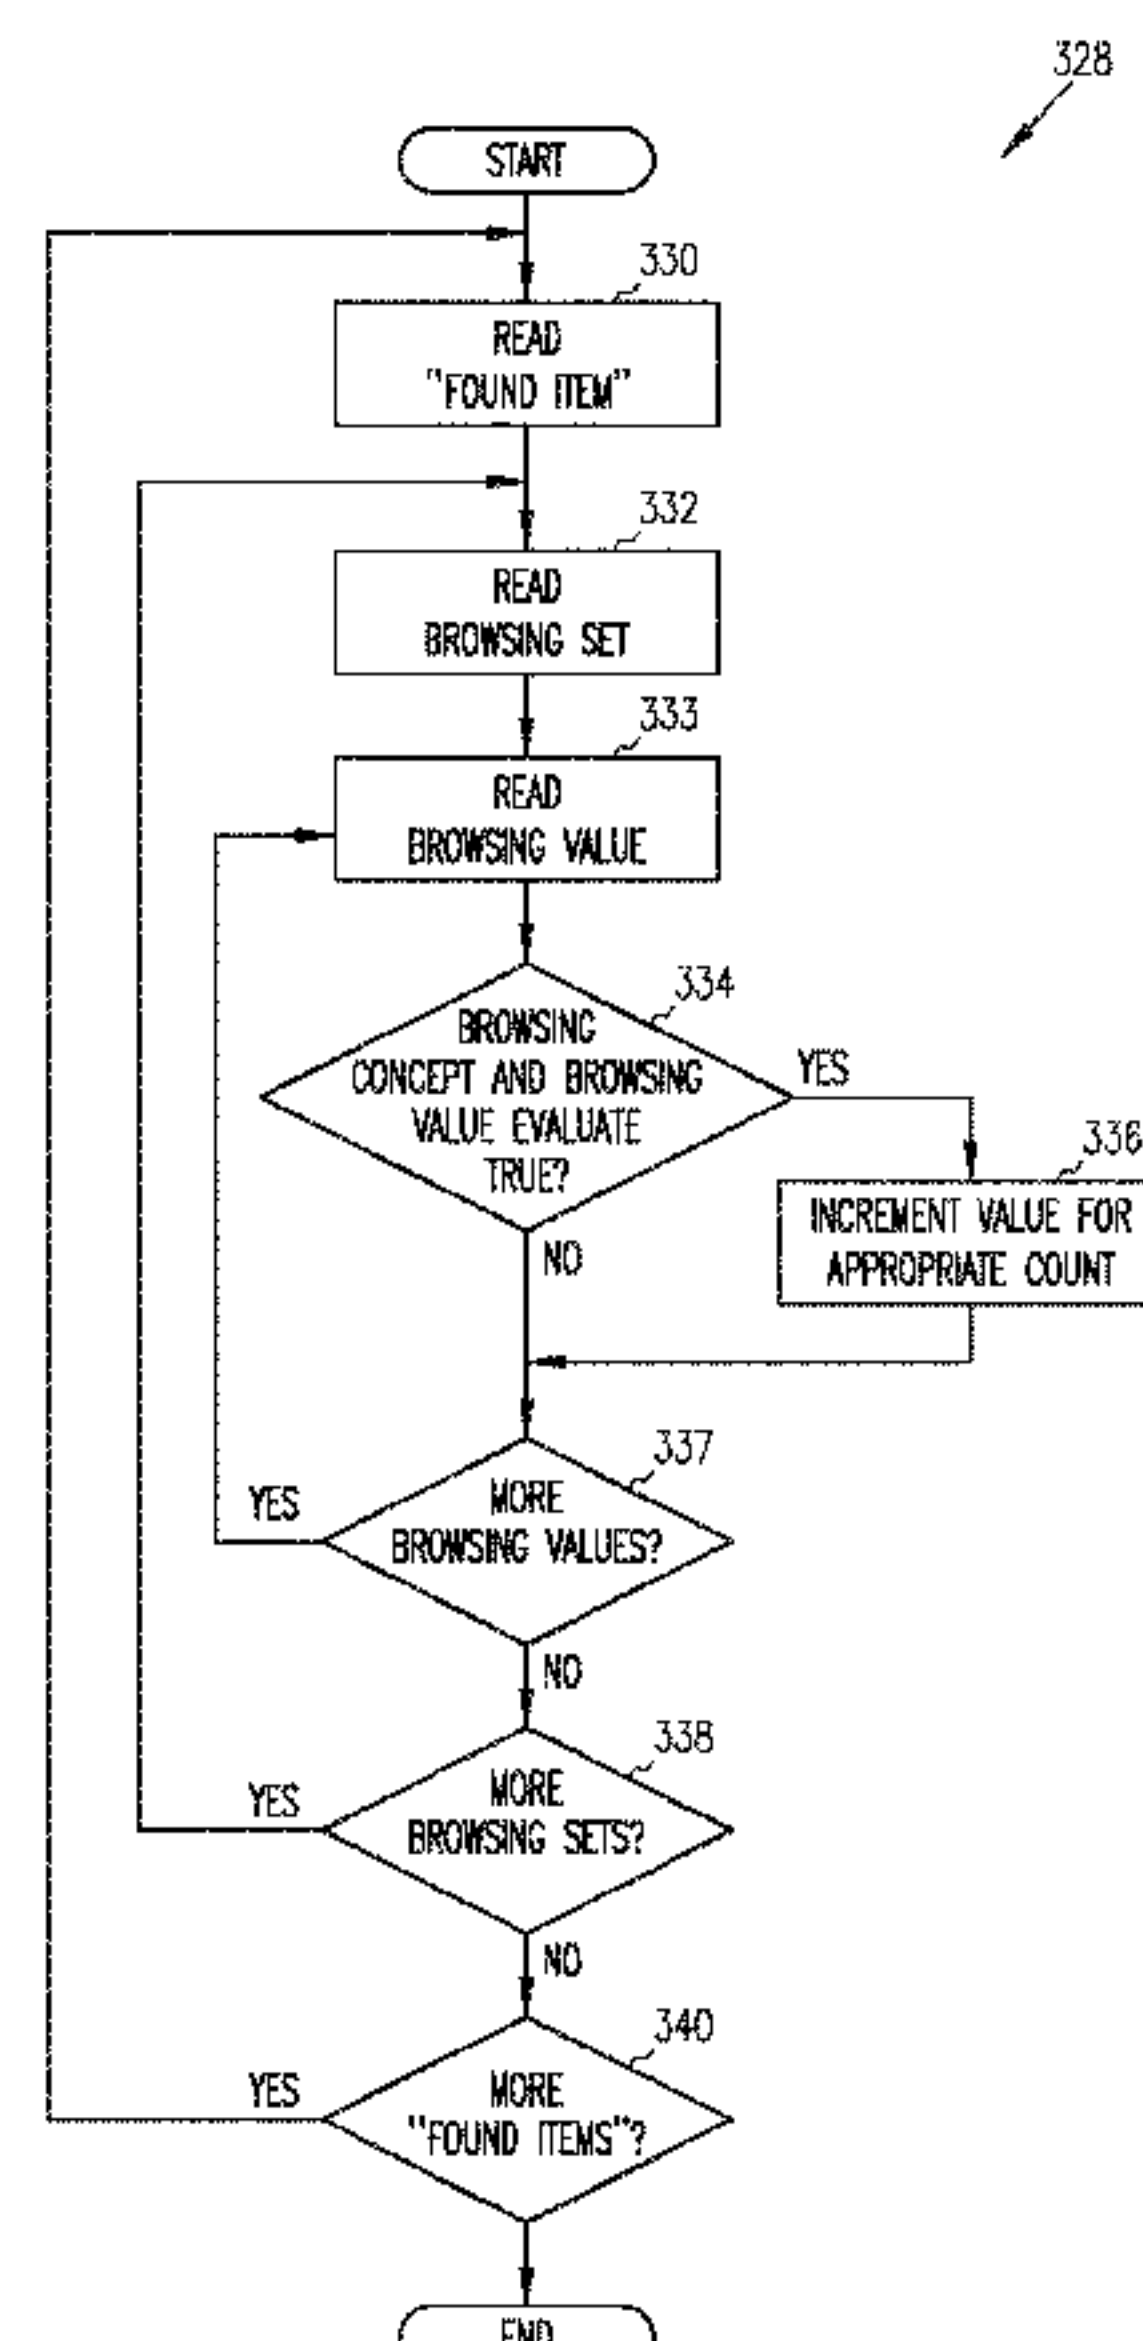 328
START
330
READ
"FOUND ITEM"
332
READ
BROWSING SET
333
READ
BROWSING VALUE
334
BROWSING
CONCEPT AND BROWSING
VALUE EVALUATE
TRUE?
YES
336
INCREMENT VALUE FOR
APPROPRIATE COUNT
NO
337
MORE
BROWSING VALUES?
YES
NO
338
MORE
BROWSING SETS?
YES
NO
340
MORE
"FOUND ITEMS"?
YES
END